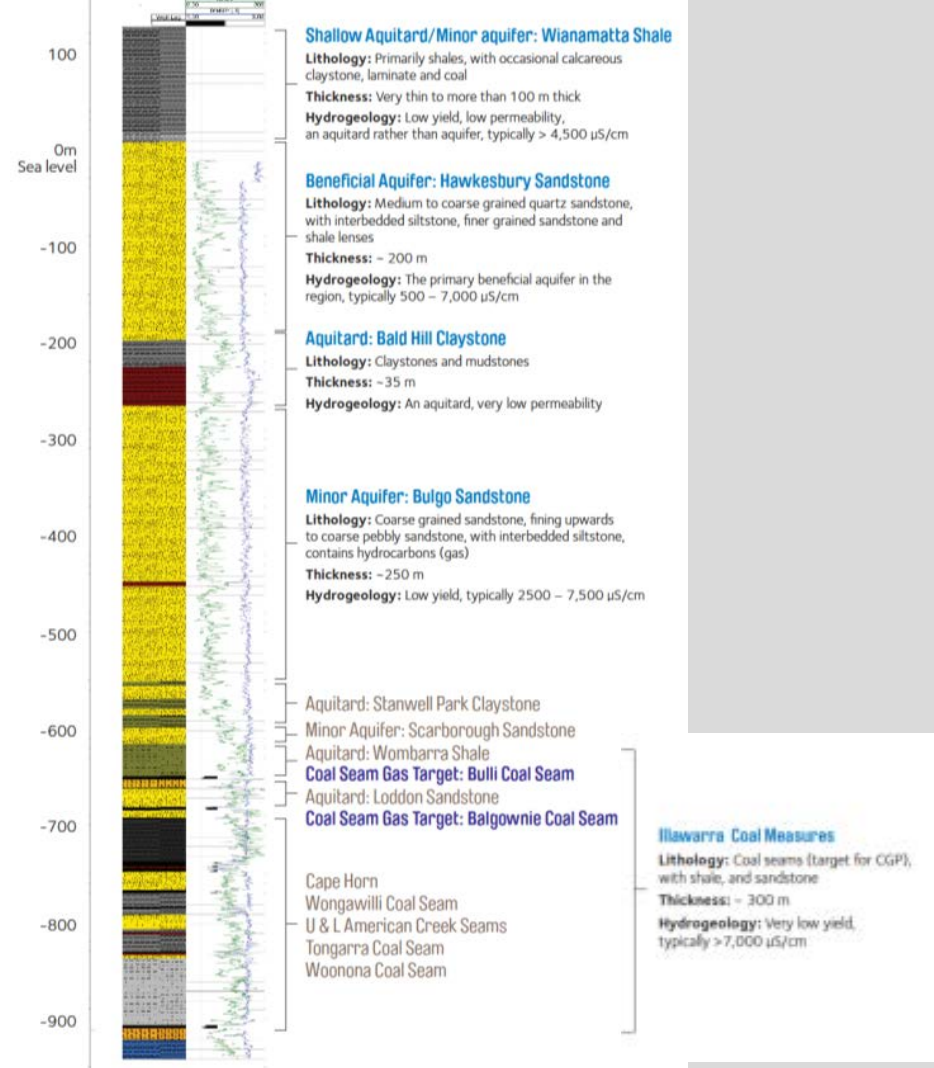 100
0m
Sea level
-100
-200
-300
-400
-500
-600
-700
-800
-900
Shallow Aquitard/Minor aquifer: Wianamatta Shale
Lithology: Primarily shales, with occasional calcareous
claystone, laminate and coal
Thickness: Very thin to more than 100 m thick
Hydrogeology: Low yield, low permeability,
an aquitard rather than aquifer, typically > 4,500 µS/cm
Beneficial Aquifer: Hawkesbury Sandstone
Lithology: Medium to coarse grained quartz sandstone,
with interbedded siltstone, finer grained sandstone and
shale lenses
Thickness: ~ 200 m
Hydrogeology: The primary beneficial aquifer in the
region, typically 500 – 7,000 µS/cm
Aquitard: Bald Hill Claystone
Lithology: Claystones and mudstones
Thickness: ~35 m
Hydrogeology: An aquitard, very low permeability
Minor Aquifer: Bulgo Sandstone
Lithology: Coarse grained sandstone, fining upwards
to coarse pebbly sandstone, with interbedded siltstone,
contains hydrocarbons (gas)
Thickness: ~250 m
Hydrogeology: Low yield, typically 2500 – 7,500 µS/cm
Aquitard: Stanwell Park Claystone
Minor Aquifer: Scarborough Sandstone
Aquitard: Wombarra Shale
Coal Seam Gas Target: Bulli Coal Seam
Aquitard: Loddon Sandstone
Coal Seam Gas Target: Balgownie Coal Seam
Cape Horn
Wongawilli Coal Seam
U & L American Creek Seams
Tongarra Coal Seam
Woonona Coal Seam
Illawarra Coal Measures
Lithology: Coal seams (target for CGP),
with shale, and sandstone
Thickness: ~ 300 m
Hydrogeology: Very low yield,
typically >7,000 µS/cm